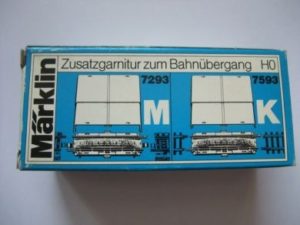 Märklin
Zusatzgarnitur zum Bahnübergang H0
7293 7593
M K